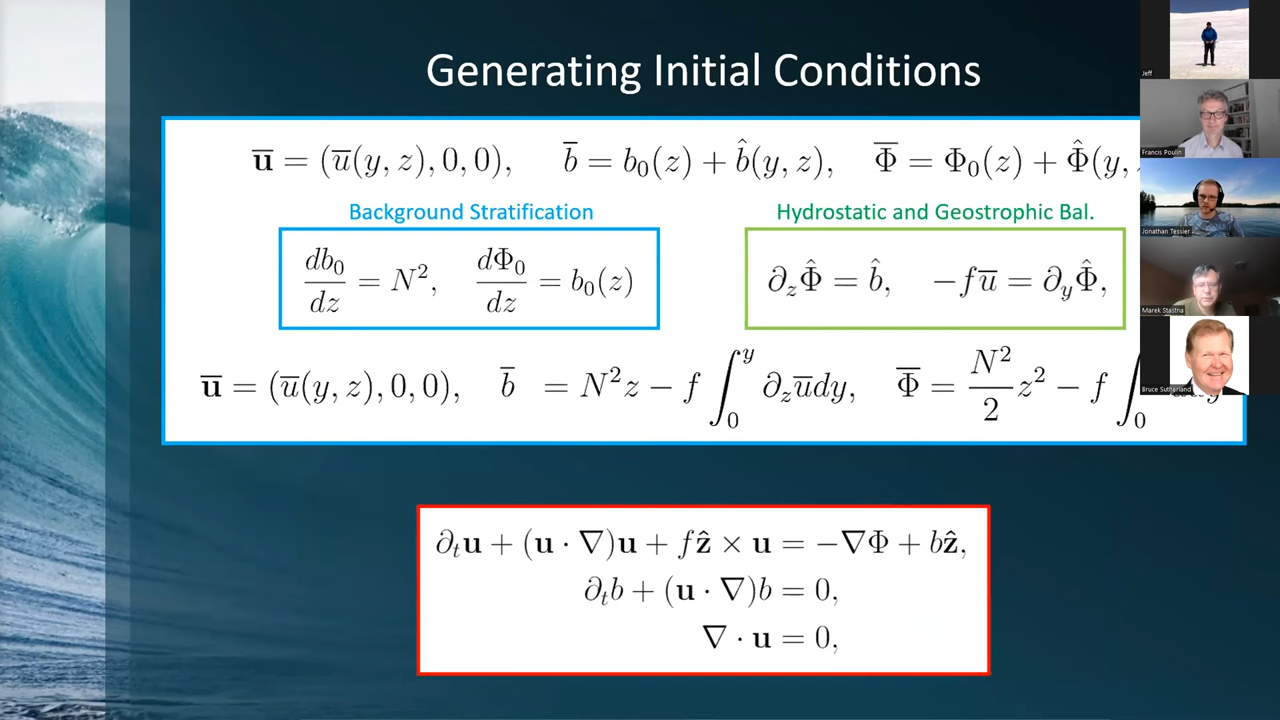 Generating Initial Conditions
$\overline{\mathbf{u}} = (\overline{u}(y, z), 0, 0), \quad \overline{b} = b_0(z) + \hat{b}(y, z), \quad \overline{\Phi} = \Phi_0(z) + \hat{\Phi}(y,$
Background Stratification
Hydrostatic and Geostrophic Bal.
$\frac{db_0}{dz} = N^2, \quad \frac{d\Phi_0}{dz} = b_0(z)$
$\partial_z \hat{\Phi} = \hat{b}, \quad -f\overline{u} = \partial_y \hat{\Phi},$
$\overline{\mathbf{u}} = (\overline{u}(y, z), 0, 0), \quad \overline{b} = N^2 z - f \int_0^y \partial_z \overline{u} dy, \quad \overline{\Phi} = \frac{N^2}{2} z^2 - f \int_0$
$\partial_t \mathbf{u} + (\mathbf{u} \cdot \nabla)\mathbf{u} + f\hat{\mathbf{z}} \times \mathbf{u} = -\nabla\Phi + b\hat{\mathbf{z}},$
$\partial_t b + (\mathbf{u} \cdot \nabla)b = 0,$
$\nabla \cdot \mathbf{u} = 0,$
Jeff
Francis Poulin
Jonathan Tessier
Marek Stastna
Bruce Sutherland